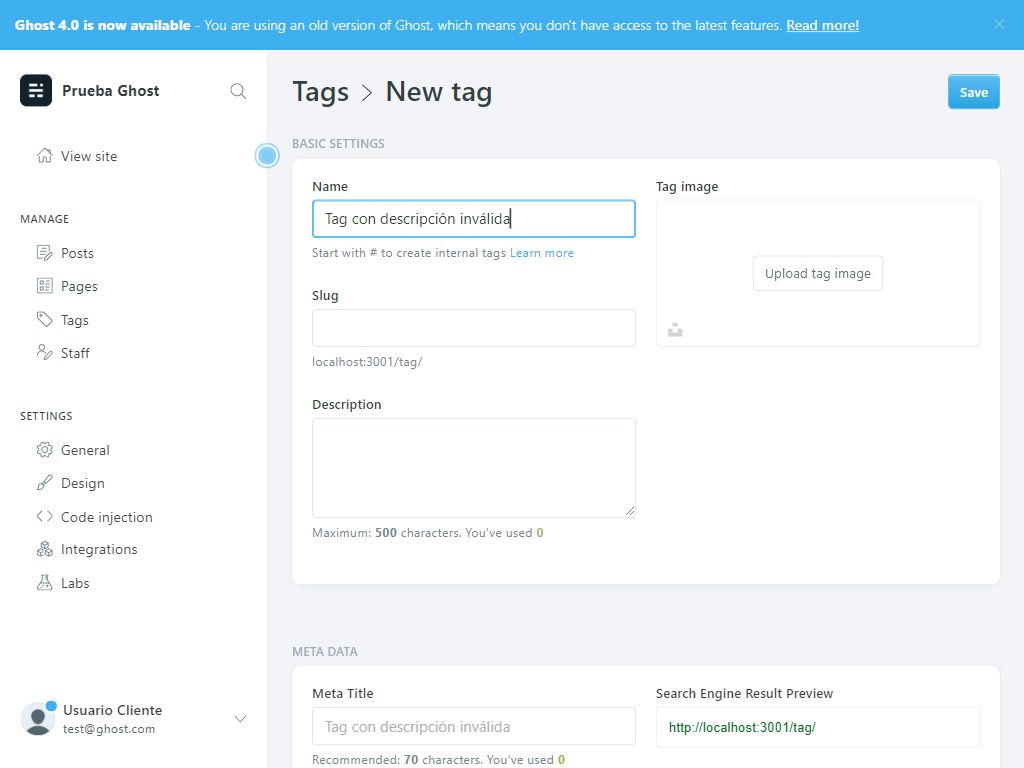 Ghost 4.0 is now available - You are using an old version of Ghost, which means you don't have access to the latest features. Read more!
Prueba Ghost
View site
MANAGE
Posts
Pages
Tags
Staff
SETTINGS
General
Design
Code injection
Integrations
Labs
Usuario Cliente
test@ghost.com
Tags > New tag
Save
BASIC SETTINGS
Name
Tag con descripción inválida
Start with # to create internal tags Learn more
Slug
localhost:3001/tag/
Description
Maximum: 500 characters. You've used 0
Tag image
Upload tag image
META DATA
Meta Title
Tag con descripción inválida
Recommended: 70 characters. You've used 0
Search Engine Result Preview
http://localhost:3001/tag/